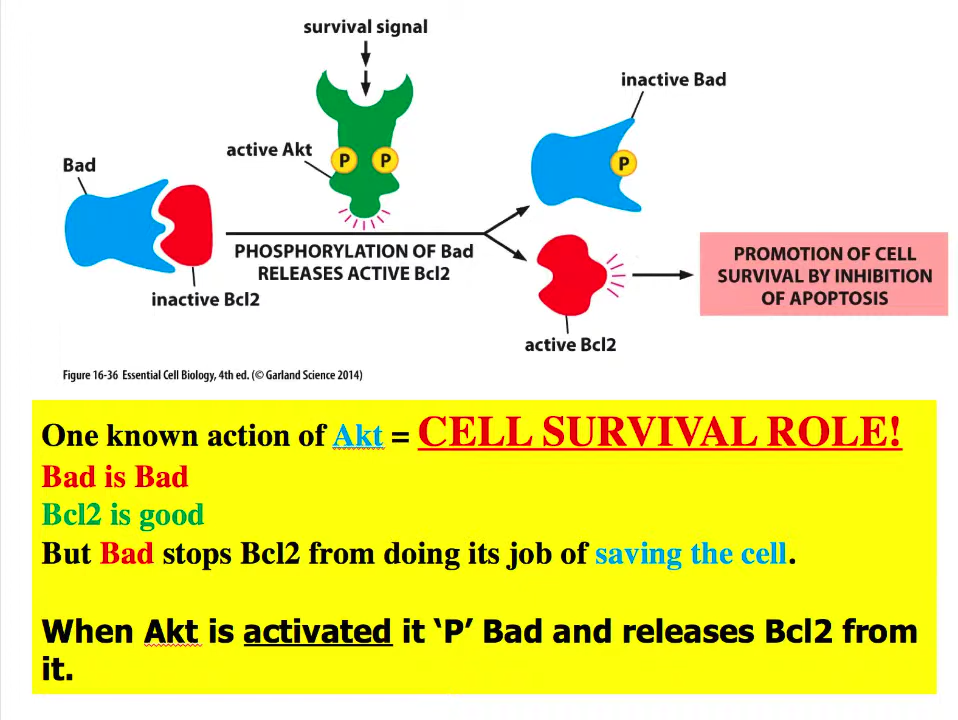 survival signal
inactive Bad
active Akt
P P
P
Bad
PHOSPHORYLATION OF Bad
RELEASES ACTIVE Bcl2
PROMOTION OF CELL
SURVIVAL BY INHIBITION
OF APOPTOSIS
inactive Bcl2
active Bcl2
Figure 16-36 Essential Cell Biology, 4th ed. (© Garland Science 2014)
One known action of Akt = CELL SURVIVAL ROLE!
Bad is Bad
Bcl2 is good
But Bad stops Bcl2 from doing its job of saving the cell.
When Akt is activated it ‘P’ Bad and releases Bcl2 from
it.